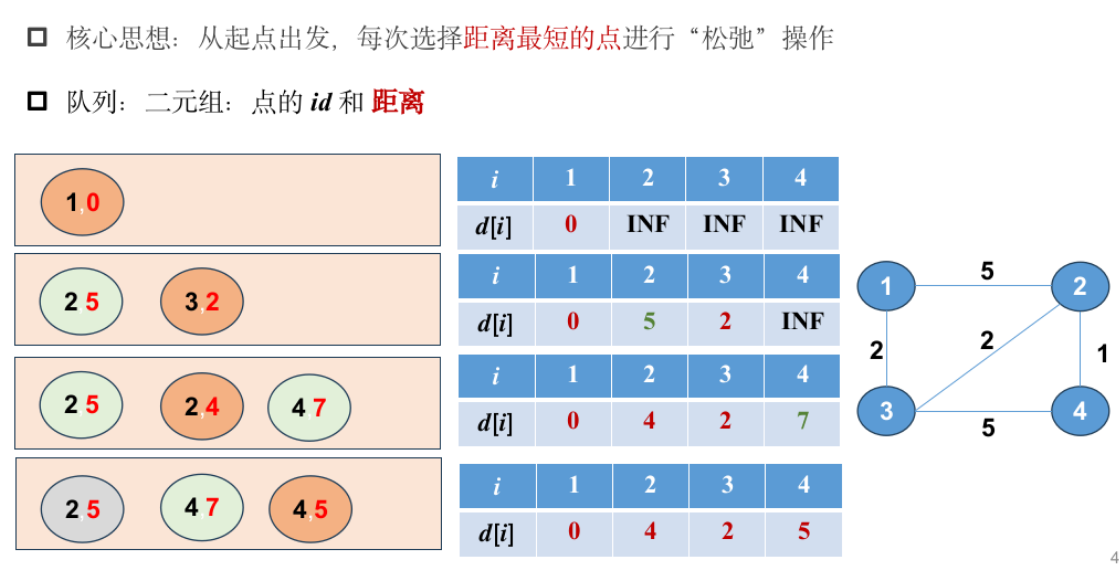 核心思想：从起点出发，每次选择距离最短的点进行“松弛”操作
队列：二元组：点的 id 和 距离
1,0
i 1 2 3 4
d[i] 0 INF INF INF
2,5 3,2
i 1 2 3 4
d[i] 0 5 2 INF
2,5 2,4 4,7
i 1 2 3 4
d[i] 0 4 2 7
2,5 4,7 4,5
i 1 2 3 4
d[i] 0 4 2 5
1 5 2
2 2 1
3 5 4
4